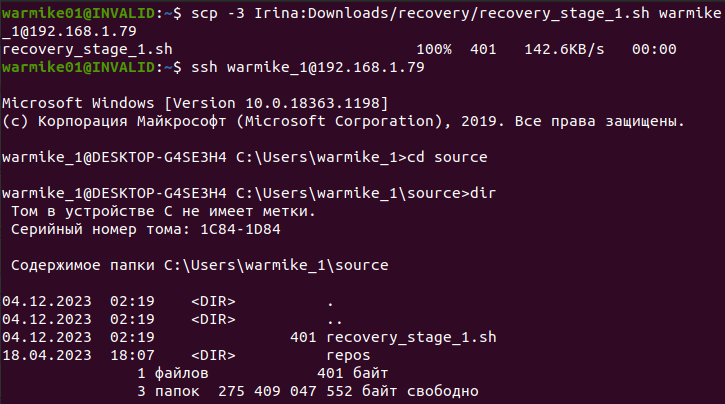 warmike01@INVALID:~$ scp -3 Irina:Downloads/recovery/recovery_stage_1.sh warmike
_1@192.168.1.79
recovery_stage_1.sh                           100%  401   142.6KB/s   00:00
warmike01@INVALID:~$ ssh warmike_1@192.168.1.79
Microsoft Windows [Version 10.0.18363.1198]
(c) Корпорация Майкрософт (Microsoft Corporation), 2019. Все права защищены.
warmike_1@DESKTOP-G4SE3H4 C:\Users\warmike_1>cd source
warmike_1@DESKTOP-G4SE3H4 C:\Users\warmike_1\source>dir
 Том в устройстве C не имеет метки.
 Серийный номер тома: 1C84-1D84
 Содержимое папки C:\Users\warmike_1\source
04.12.2023  02:19    <DIR>          .
04.12.2023  02:19    <DIR>          ..
04.12.2023  02:19               401 recovery_stage_1.sh
18.04.2023  18:07    <DIR>          repos
               1 файлов            401 байт
               3 папок  275 409 047 552 байт свободно